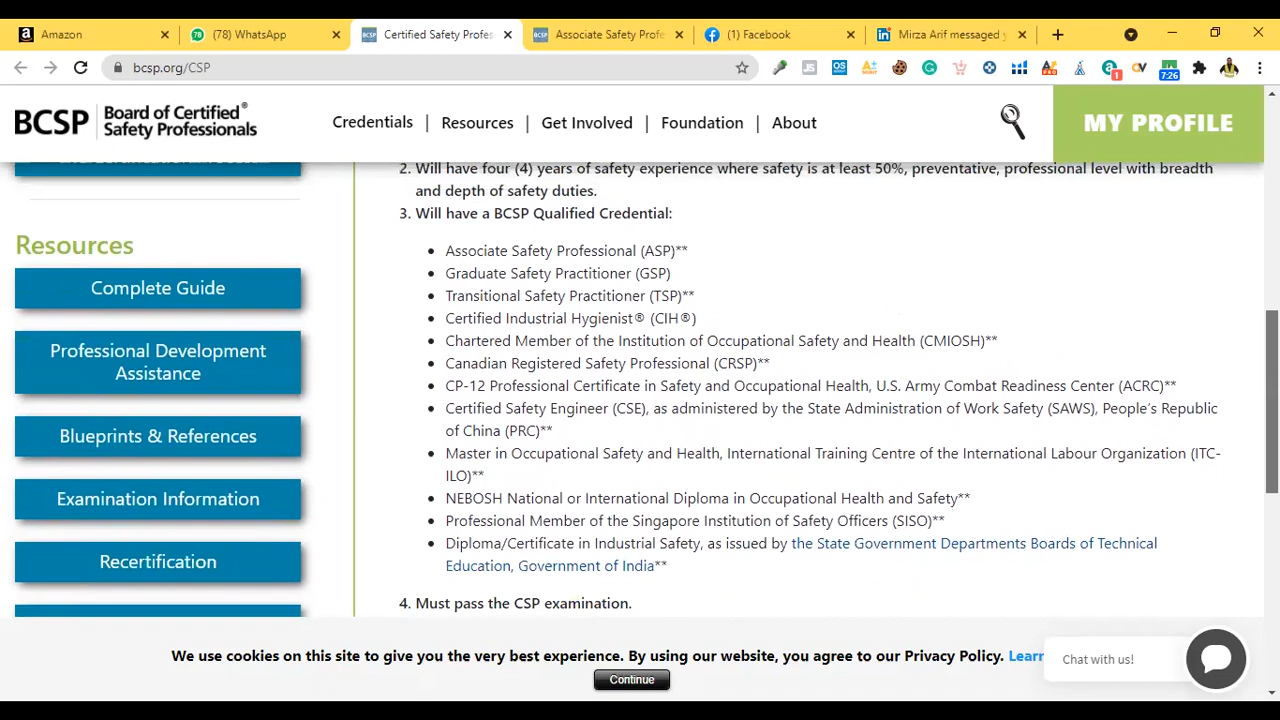 Amazon
(78) WhatsApp
Certified Safety Profes
Associate Safety Profe
(1) Facebook
Mirza Arif messaged y
bcsp.org/CSP
BCSP
Board of Certified®
Safety Professionals
Credentials | Resources | Get Involved | Foundation | About
MY PROFILE
2. Will have four (4) years of safety experience where safety is at least 50%, preventative, professional level with breadth
and depth of safety duties.
3. Will have a BCSP Qualified Credential:
• Associate Safety Professional (ASP)**
• Graduate Safety Practitioner (GSP)
• Transitional Safety Practitioner (TSP)**
• Certified Industrial Hygienist® (CIH®)
• Chartered Member of the Institution of Occupational Safety and Health (CMIOSH)**
• Canadian Registered Safety Professional (CRSP)**
• CP-12 Professional Certificate in Safety and Occupational Health, U.S. Army Combat Readiness Center (ACRC)**
• Certified Safety Engineer (CSE), as administered by the State Administration of Work Safety (SAWS), People's Republic
of China (PRC)**
• Master in Occupational Safety and Health, International Training Centre of the International Labour Organization (ITC-
ILO)**
• NEBOSH National or International Diploma in Occupational Health and Safety**
• Professional Member of the Singapore Institution of Safety Officers (SISO)**
• Diploma/Certificate in Industrial Safety, as issued by the State Government Departments Boards of Technical
Education, Government of India**
4. Must pass the CSP examination.
Resources
Complete Guide
Professional Development
Assistance
Blueprints & References
Examination Information
Recertification
We use cookies on this site to give you the very best experience. By using our website, you agree to our Privacy Policy. Learn
Continue
Chat with us!
7:26